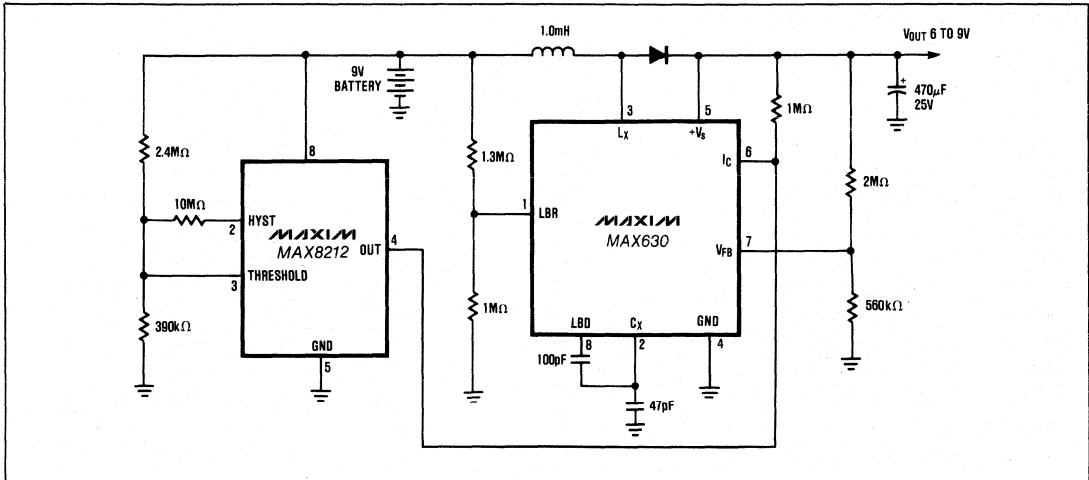 1.0mH
VOUT 6 TO 9V
9V
BATTERY
470μF
25V
+
3
5
1MΩ
LX
+VS
2.4MΩ
8
1.3MΩ
IC
6
2MΩ
10MΩ
HYST
2
MAXIM
MAX8212
OUT
4
1
LBR
MAXIM
MAX630
VFB
7
THRESHOLD
3
390kΩ
1MΩ
560kΩ
GND
5
LBD
CX
GND
8
2
4
100pF
47pF